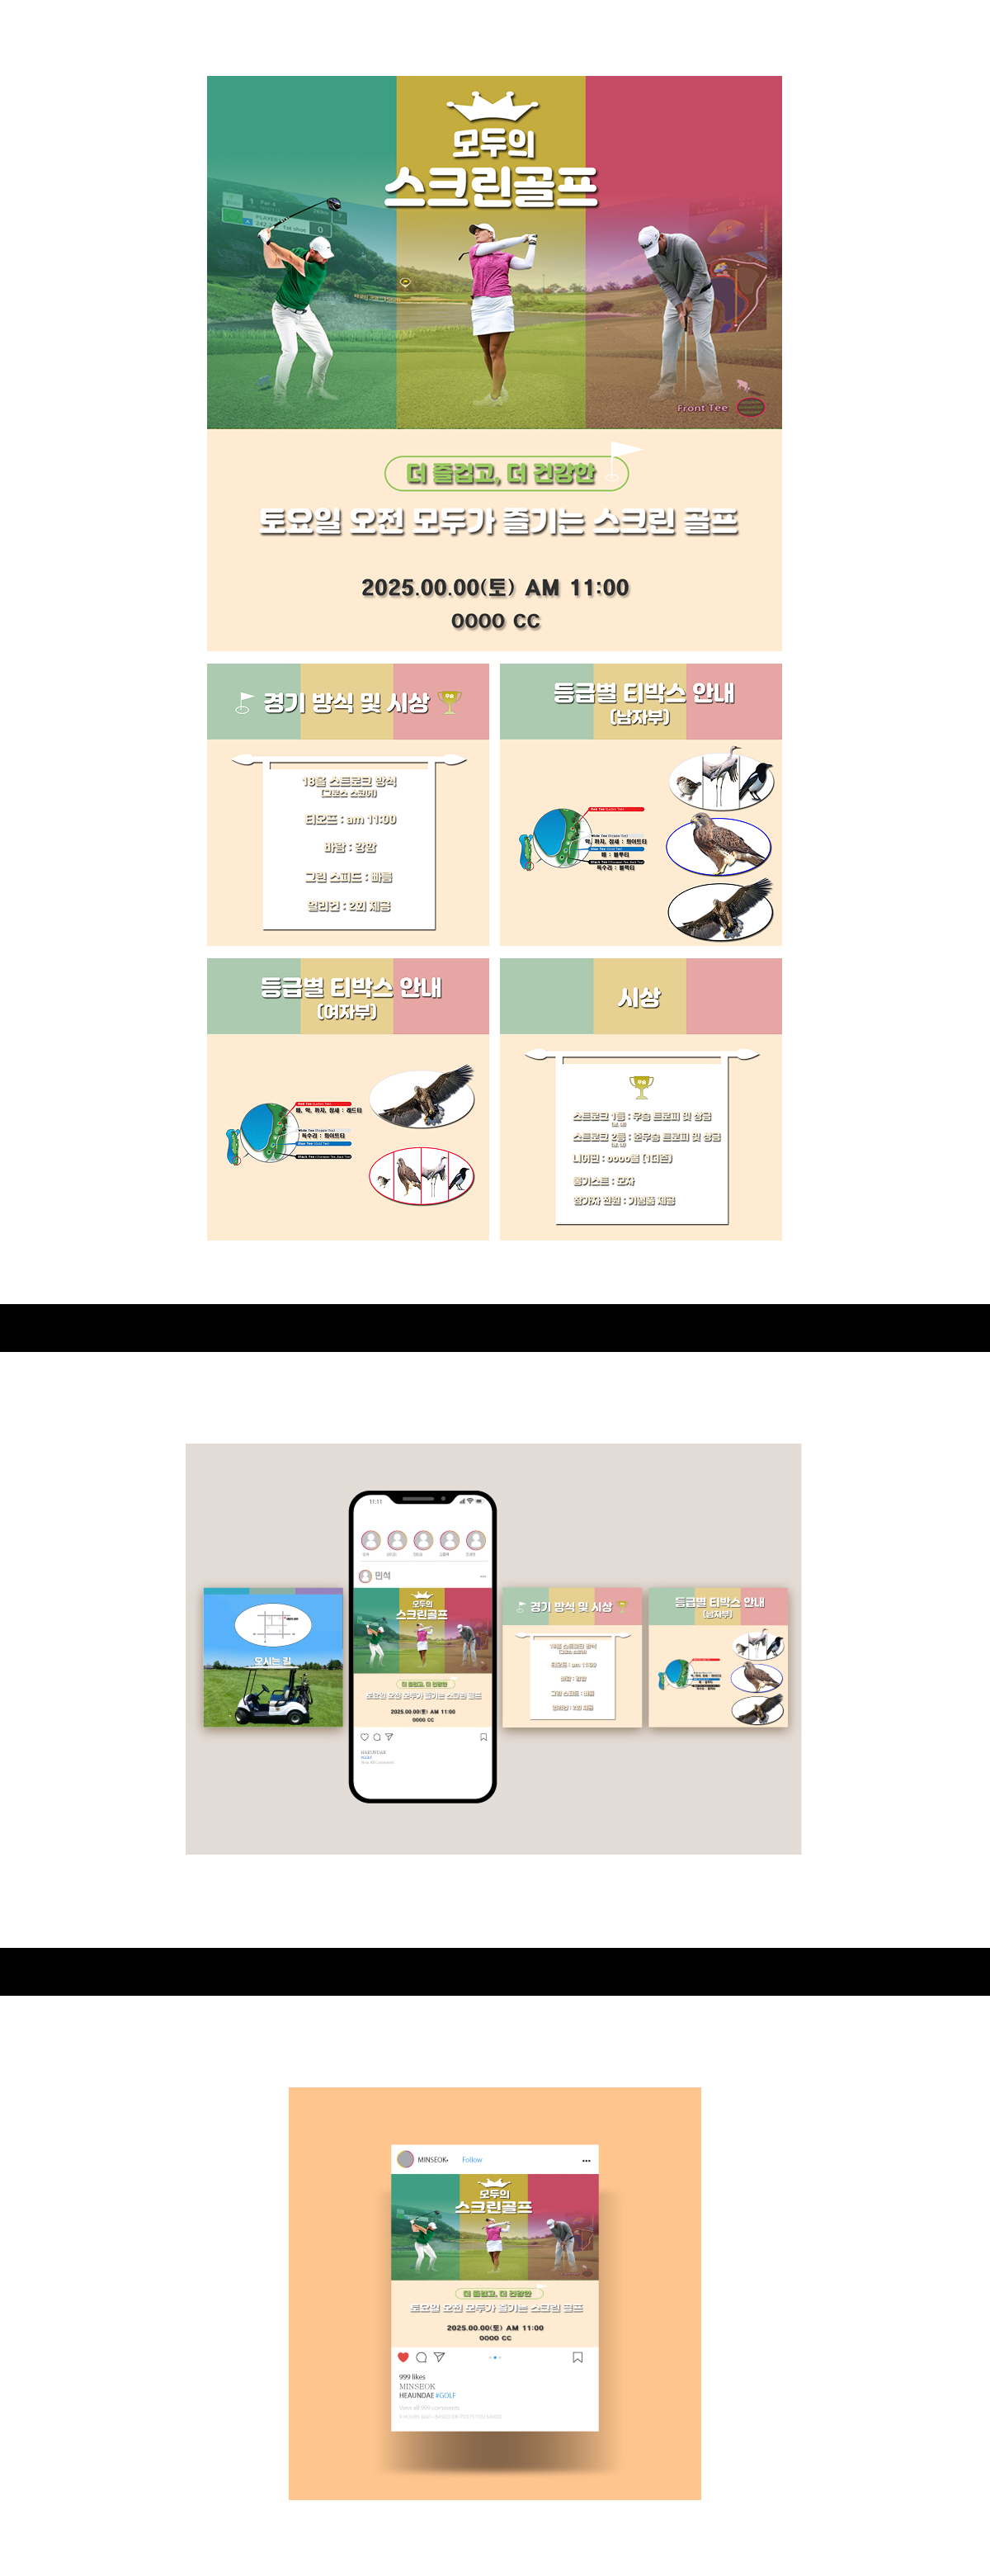 모두의
스크린골프
Front Tee
더 즐겁고, 더 건강한
토요일 오전 모두가 즐기는 스크린 골프
2025.00.00(토) AM 11:00
OOOO CC
경기 방식 및 시상
18홀 스트로크 방식
(그로스 스코어)
티오프 : am 11:00
바람 : 강함
그린 스피드 : 빠름
멀리건 : 2회 제공
등급별 티박스 안내
(남자부)
학, 까치, 참새 : 화이트티
매 : 블루티
독수리 : 블랙티
등급별 티박스 안내
(여자부)
매, 학, 까치, 참새 : 레드티
독수리 : 화이트티
시상
스트로크 1등 : 우승 트로피 및 상금
스트로크 2등 : 준우승 트로피 및 상금
니어핀 : oooo홀 (1더즌)
롱기스트 : 모자
참가자 전원 : 기념품 제공
11:11
민석
오시는 길
모두의
스크린골프
더 즐겁고, 더 건강한
토요일 오전 모두가 즐기는 스크린 골프
2025.00.00(토) AM 11:00
OOOO CC
HAEUNDAE
#GOLF
경기 방식 및 시상
18홀 스트로크 방식
(그로스 스코어)
티오프 : am 11:00
바람 : 강함
그린 스피드 : 빠름
멀리건 : 2회 제공
등급별 티박스 안내
(남자부)
MINSEOK• Follow
모두의
스크린골프
더 즐겁고, 더 건강한
토요일 오전 모두가 즐기는 스크린 골프
2025.00.00(토) AM 11:00
OOOO CC
999 likes
MINSEOK
HEAUNDAE #GOLF
View all 999 comments